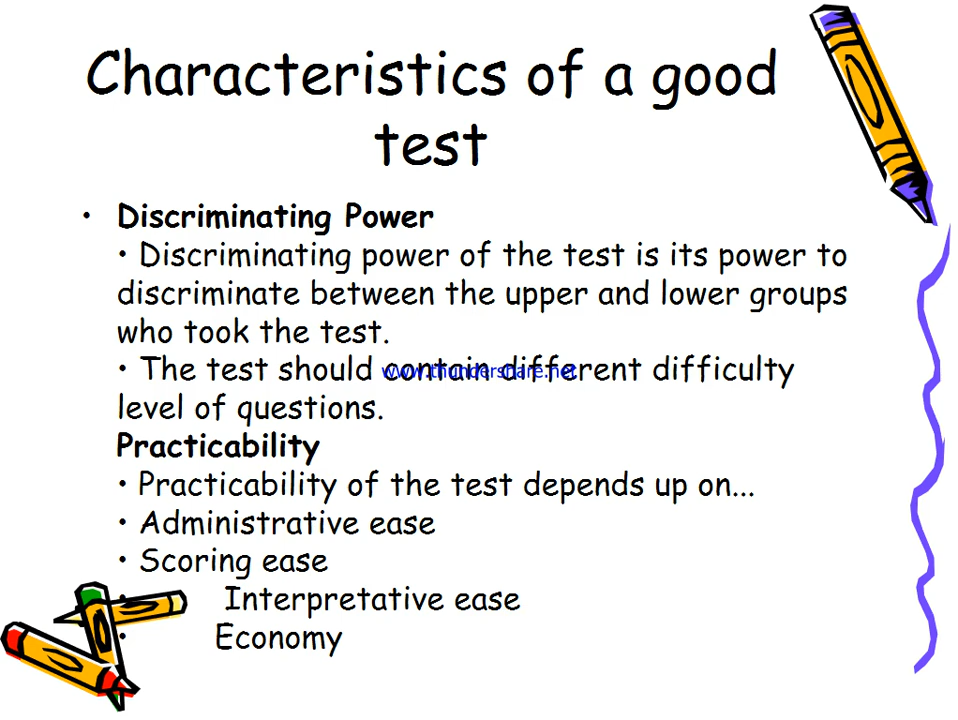 Characteristics of a good
test
• Discriminating Power
• Discriminating power of the test is its power to
discriminate between the upper and lower groups
who took the test.
• The test should contain different difficulty
level of questions.
www.thundershare.net
Practicability
• Practicability of the test depends up on...
• Administrative ease
• Scoring ease
• Interpretative ease
• Economy